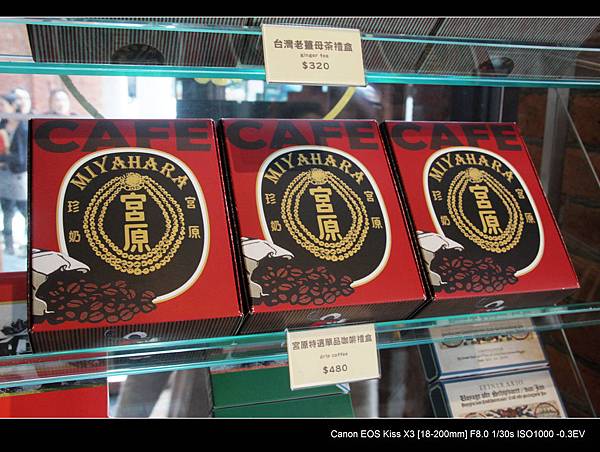 台灣老薑母茶禮盒
ginger tea
$320
CAFE
MIYAHARA
珍奶
宮原
宮原
CAFE
MIYAHARA
珍奶
宮原
宮原
CAFE
MIYAHARA
珍奶
宮原
宮原
宮原特選單品咖啡禮盒
drip coffee
$480
Canon EOS Kiss X3 [18-200mm] F8.0 1/30s ISO1000 -0.3EV